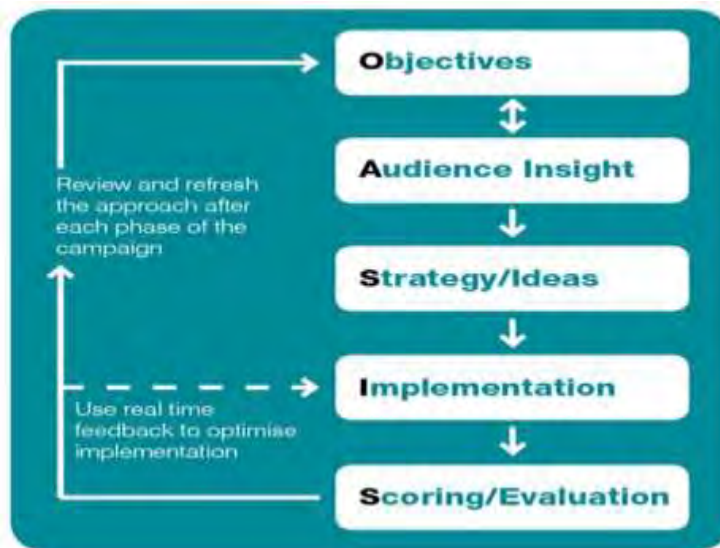 Objectives
Audience Insight
Review and refresh
the approach after
each phase of the
campaign
Strategy/Ideas
Implementation
Use real time
feedback to optimise
implementation
Scoring/Evaluation